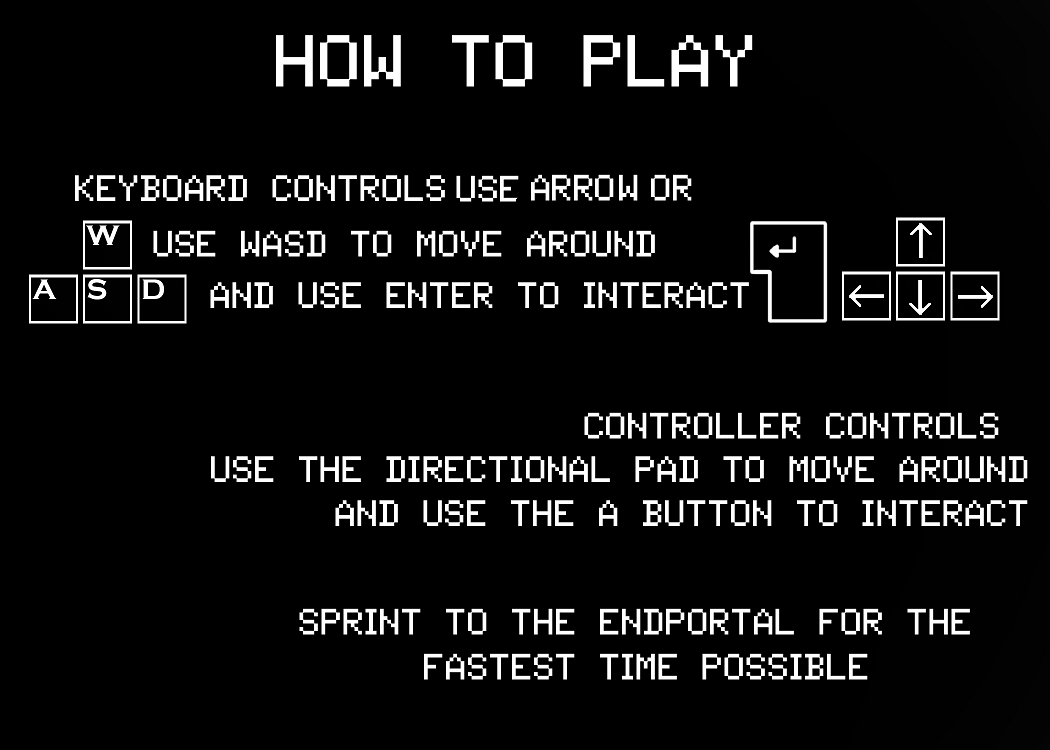 HOW TO PLAY
KEYBOARD CONTROLS USE ARROW OR
W USE WASD TO MOVE AROUND ↑
A S D AND USE ENTER TO INTERACT ↵ ← ↓ →
CONTROLLER CONTROLS
USE THE DIRECTIONAL PAD TO MOVE AROUND
AND USE THE A BUTTON TO INTERACT
SPRINT TO THE ENDPORTAL FOR THE
FASTEST TIME POSSIBLE